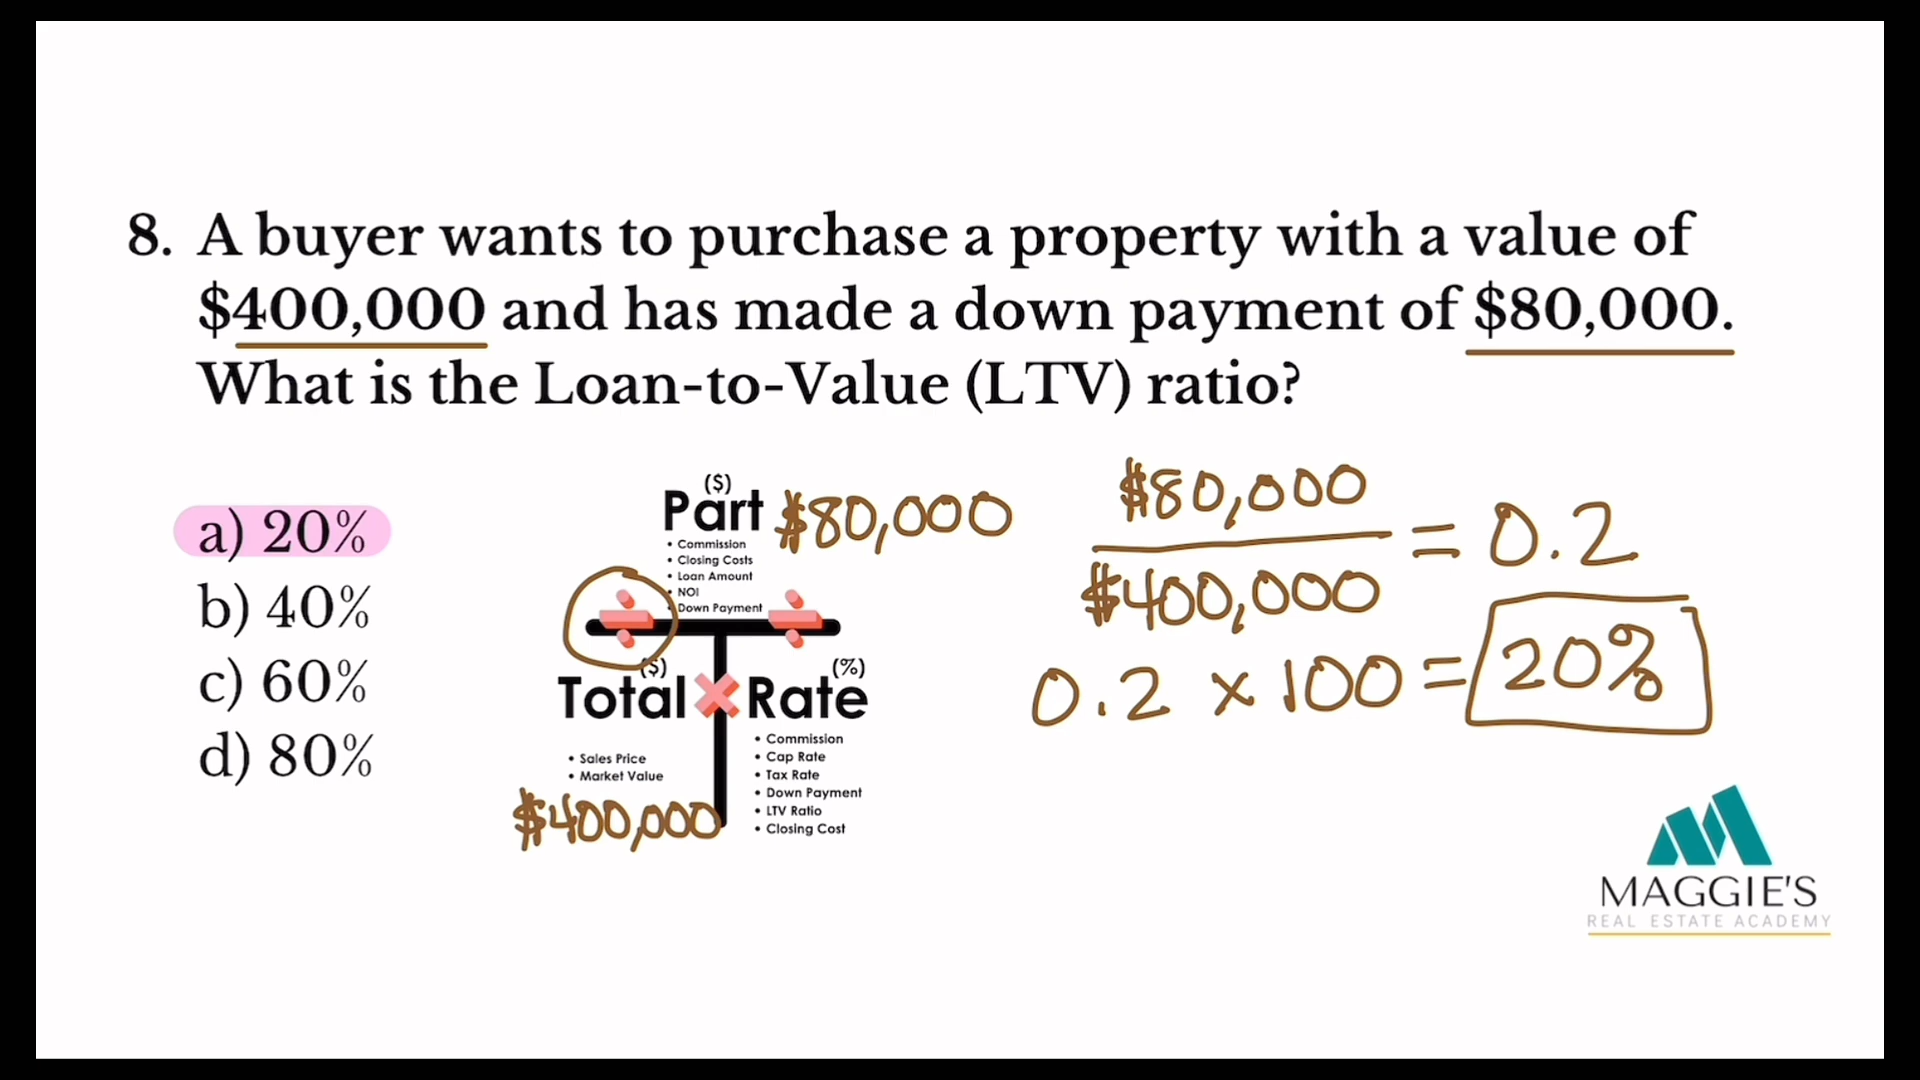 8. A buyer wants to purchase a property with a value of
$400,000 and has made a down payment of $80,000.
What is the Loan-to-Value (LTV) ratio?
a) 20%
b) 40%
c) 60%
d) 80%
($)
Part $80,000
• Commission
• Closing Costs
• Loan Amount
• NOI
• Down Payment
÷ ÷
($) (%)
Total × Rate
• Sales Price
• Market Value
$400,000
• Commission
• Cap Rate
• Tax Rate
• Down Payment
• LTV Ratio
• Closing Cost
$80,000
$400,000
= 0.2
0.2 x 100 = 20%
MAGGIE'S
REAL ESTATE ACADEMY